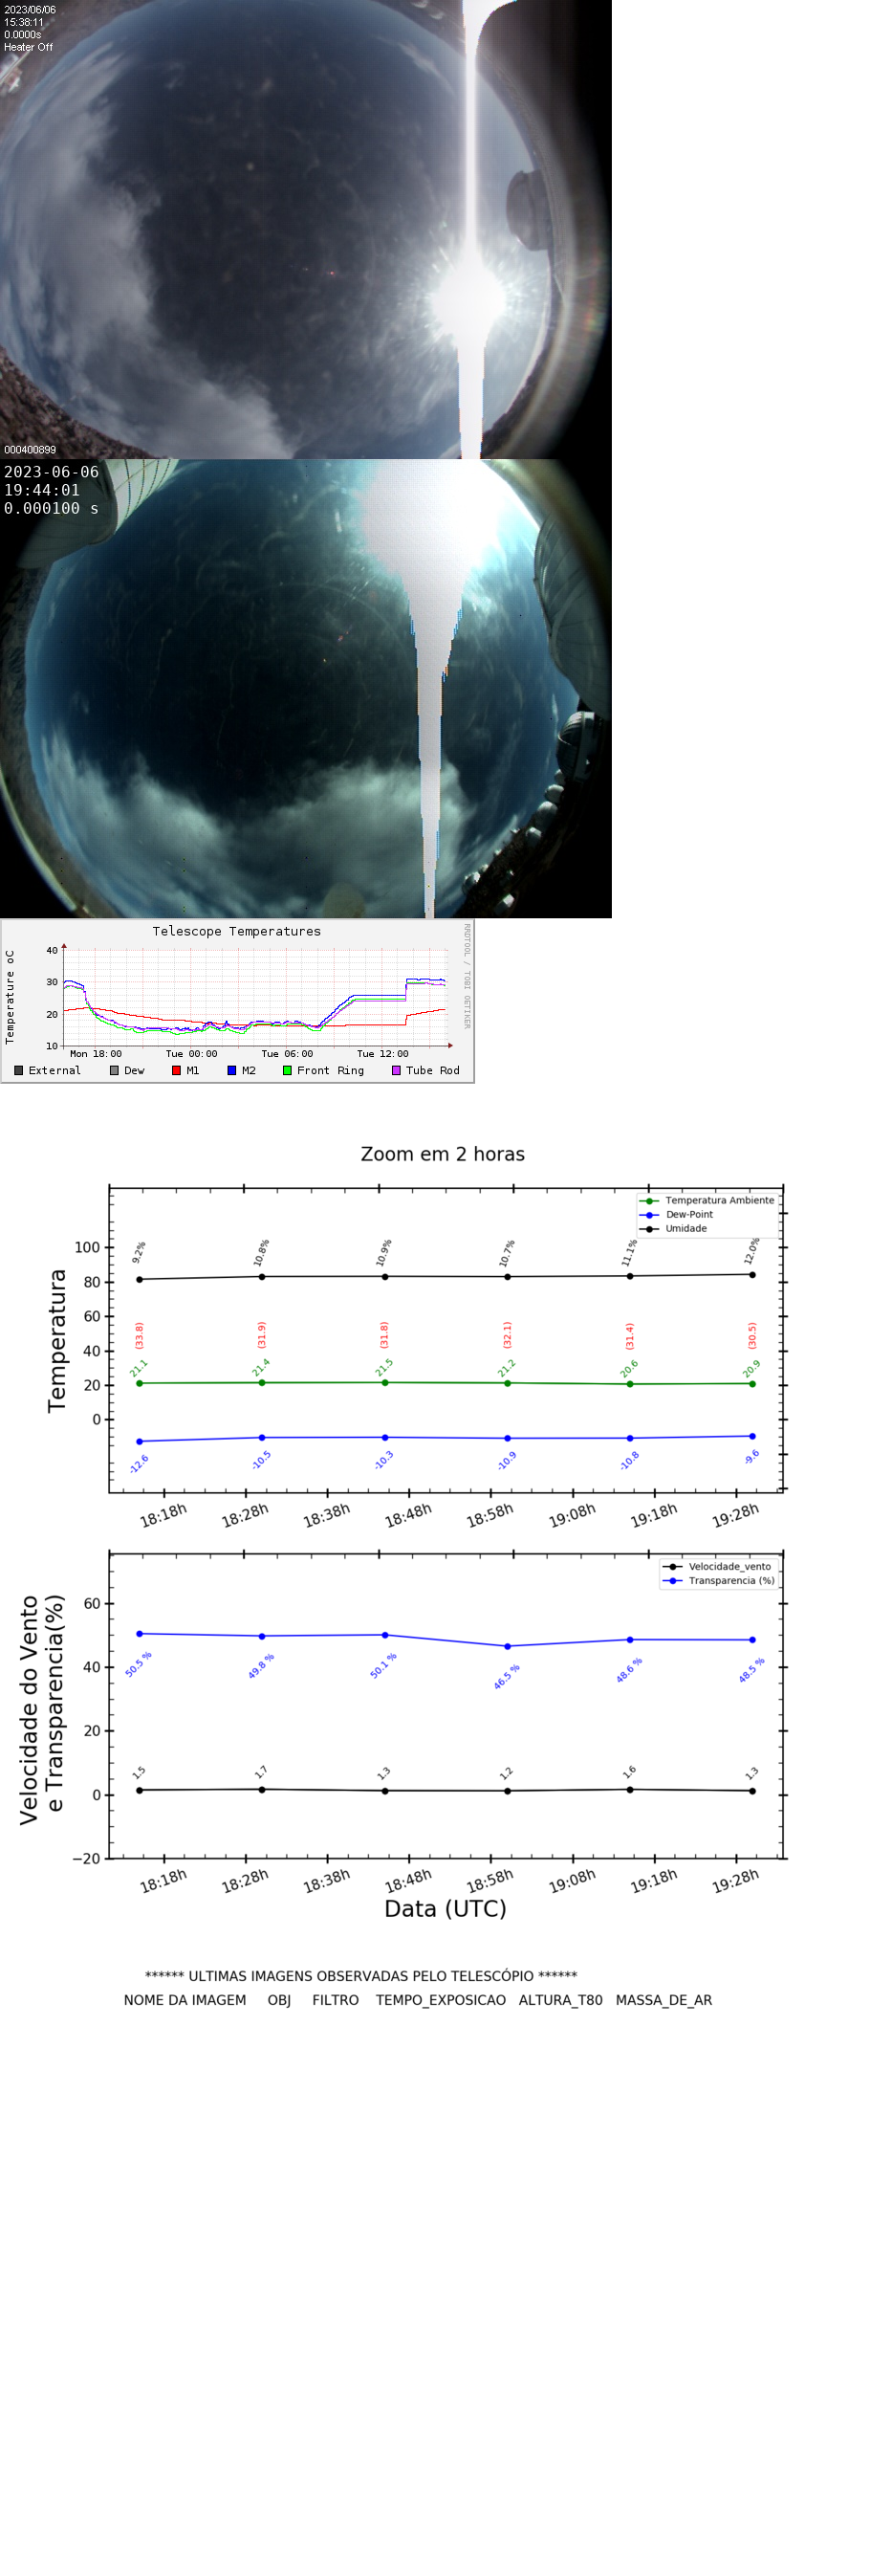 2023/06/06
15:38:11
0.0000s
Heater Off
000400899
2023-06-06
19:44:01
0.000100 s
Telescope Temperatures
RRDTOOL / TOBI OETIKER
Temperature oC
40
30
20
10
Mon 18:00 Tue 00:00 Tue 06:00 Tue 12:00
External Dew M1 M2 Front Ring Tube Rod
Zoom em 2 horas
Temperatura Ambiente
Dew-Point
Umidade
Temperatura
100
80
60
40
20
0
9.2% 10.8% 10.9% 10.7% 11.1% 12.0%
(33.8) (31.9) (31.8) (32.1) (31.4) (30.5)
21.1 21.4 21.5 21.2 20.6 20.9
-12.6 -10.5 -10.3 -10.9 -10.8 -9.6
18:18h 18:28h 18:38h 18:48h 18:58h 19:08h 19:18h 19:28h
Velocidade_vento
Transparencia (%)
Velocidade do Vento
e Transparencia(%)
60
40
20
0
−20
50.5 % 49.8 % 50.1 % 46.5 % 48.6 % 48.5 %
1.5 1.7 1.3 1.2 1.6 1.3
18:18h 18:28h 18:38h 18:48h 18:58h 19:08h 19:18h 19:28h
Data (UTC)
****** ULTIMAS IMAGENS OBSERVADAS PELO TELESCÓPIO ******
NOME DA IMAGEM OBJ FILTRO TEMPO_EXPOSICAO ALTURA_T80 MASSA_DE_AR